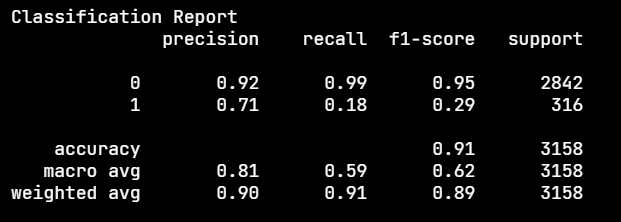 Classification Report
precision recall f1-score support
0 0.92 0.99 0.95 2842
1 0.71 0.18 0.29 316
accuracy 0.91 3158
macro avg 0.81 0.59 0.62 3158
weighted avg 0.90 0.91 0.89 3158